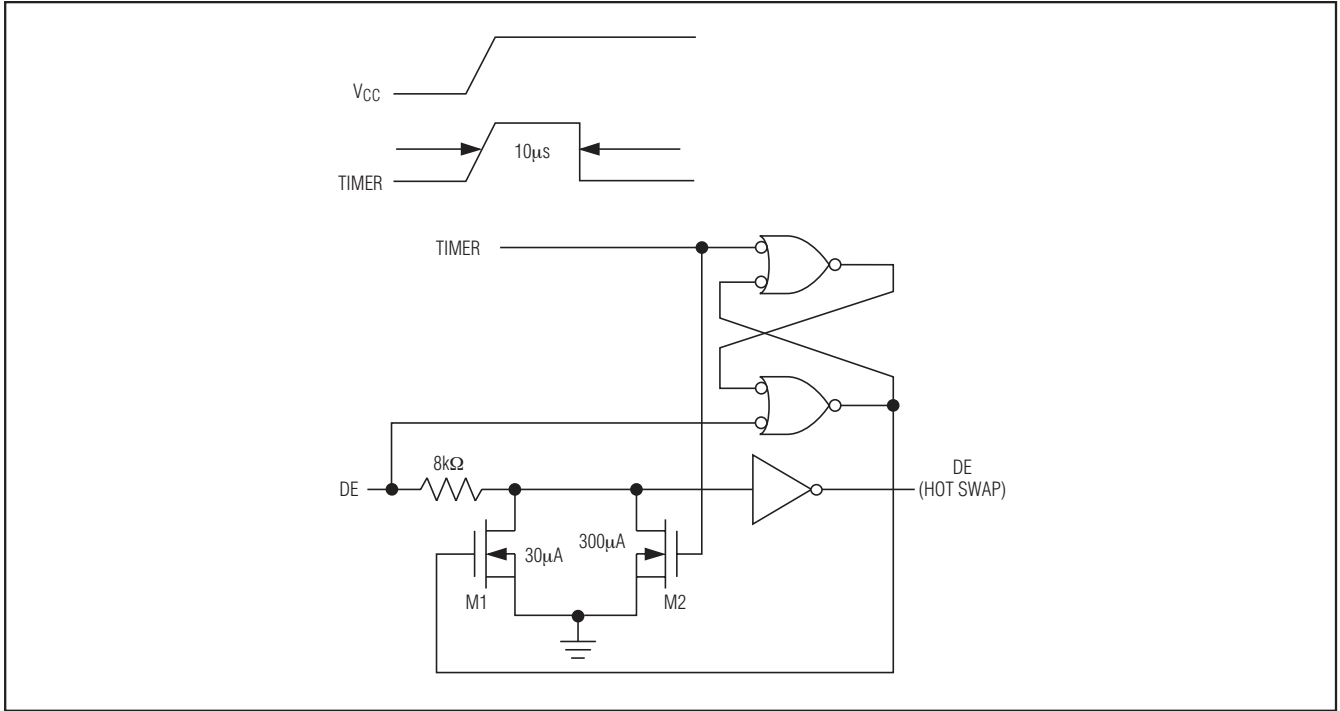 VCC
10µs
TIMER
TIMER
DE
8kΩ
DE
(HOT SWAP)
30µA
300µA
M1
M2